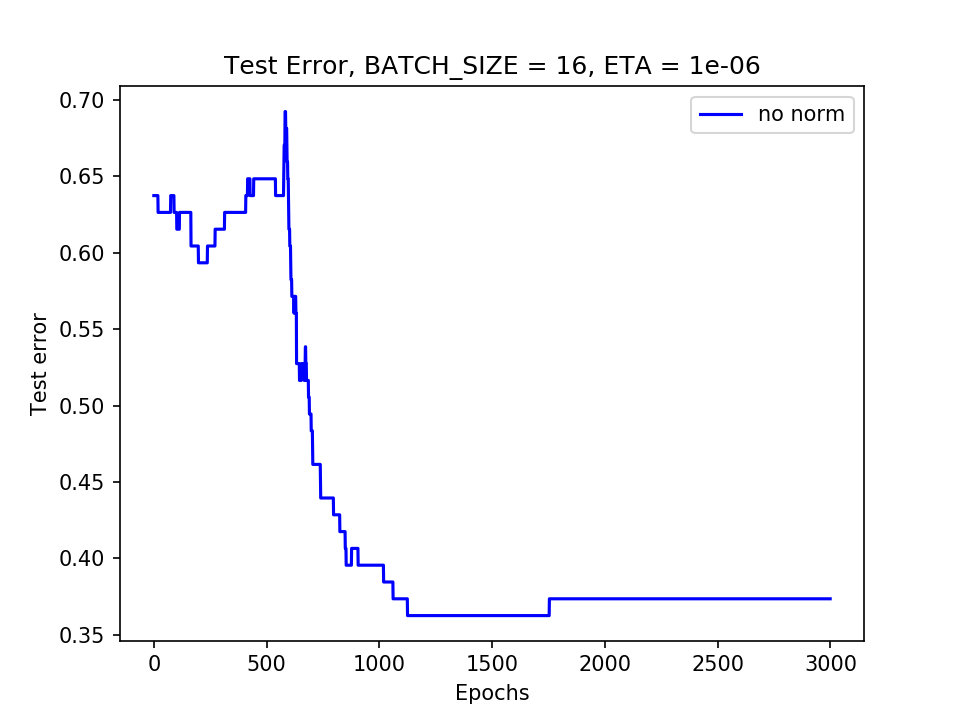 Test Error, BATCH_SIZE = 16, ETA = 1e-06
no norm
Test error
0.70
0.65
0.60
0.55
0.50
0.45
0.40
0.35
0 500 1000 1500 2000 2500 3000
Epochs